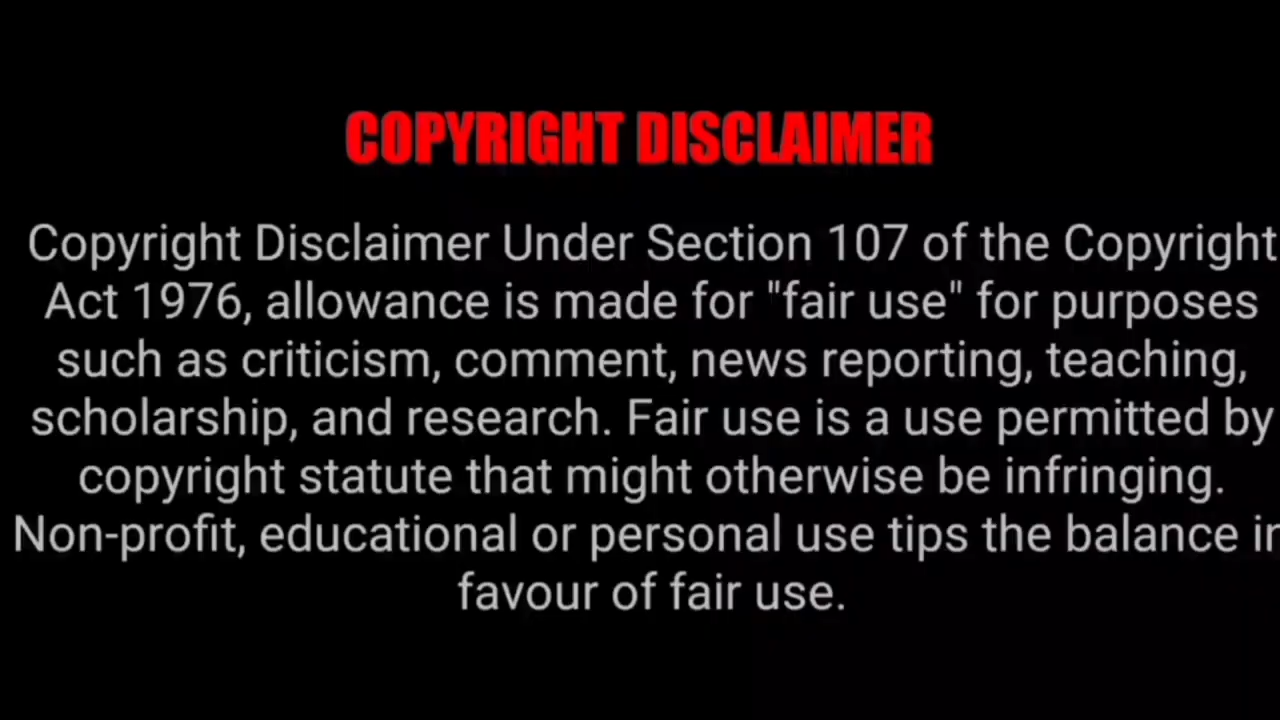 COPYRIGHT DISCLAIMER
Copyright Disclaimer Under Section 107 of the Copyright
Act 1976, allowance is made for "fair use" for purposes
such as criticism, comment, news reporting, teaching,
scholarship, and research. Fair use is a use permitted by
copyright statute that might otherwise be infringing.
Non-profit, educational or personal use tips the balance in
favour of fair use.